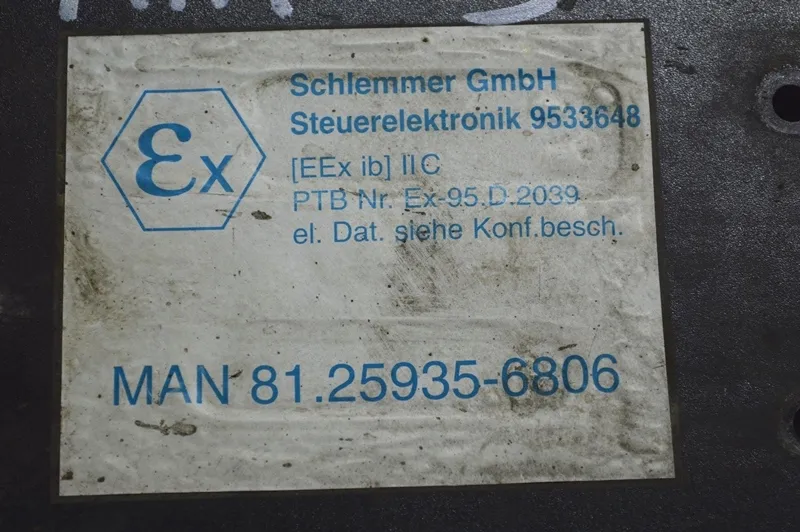 εx
Schlemmer GmbH
Steuerelektronik 9533648
[EEx ib] IIC
PTB Nr. Ex-95.D.2039
el. Dat. siehe Konf.besch.
MAN 81.25935-6806